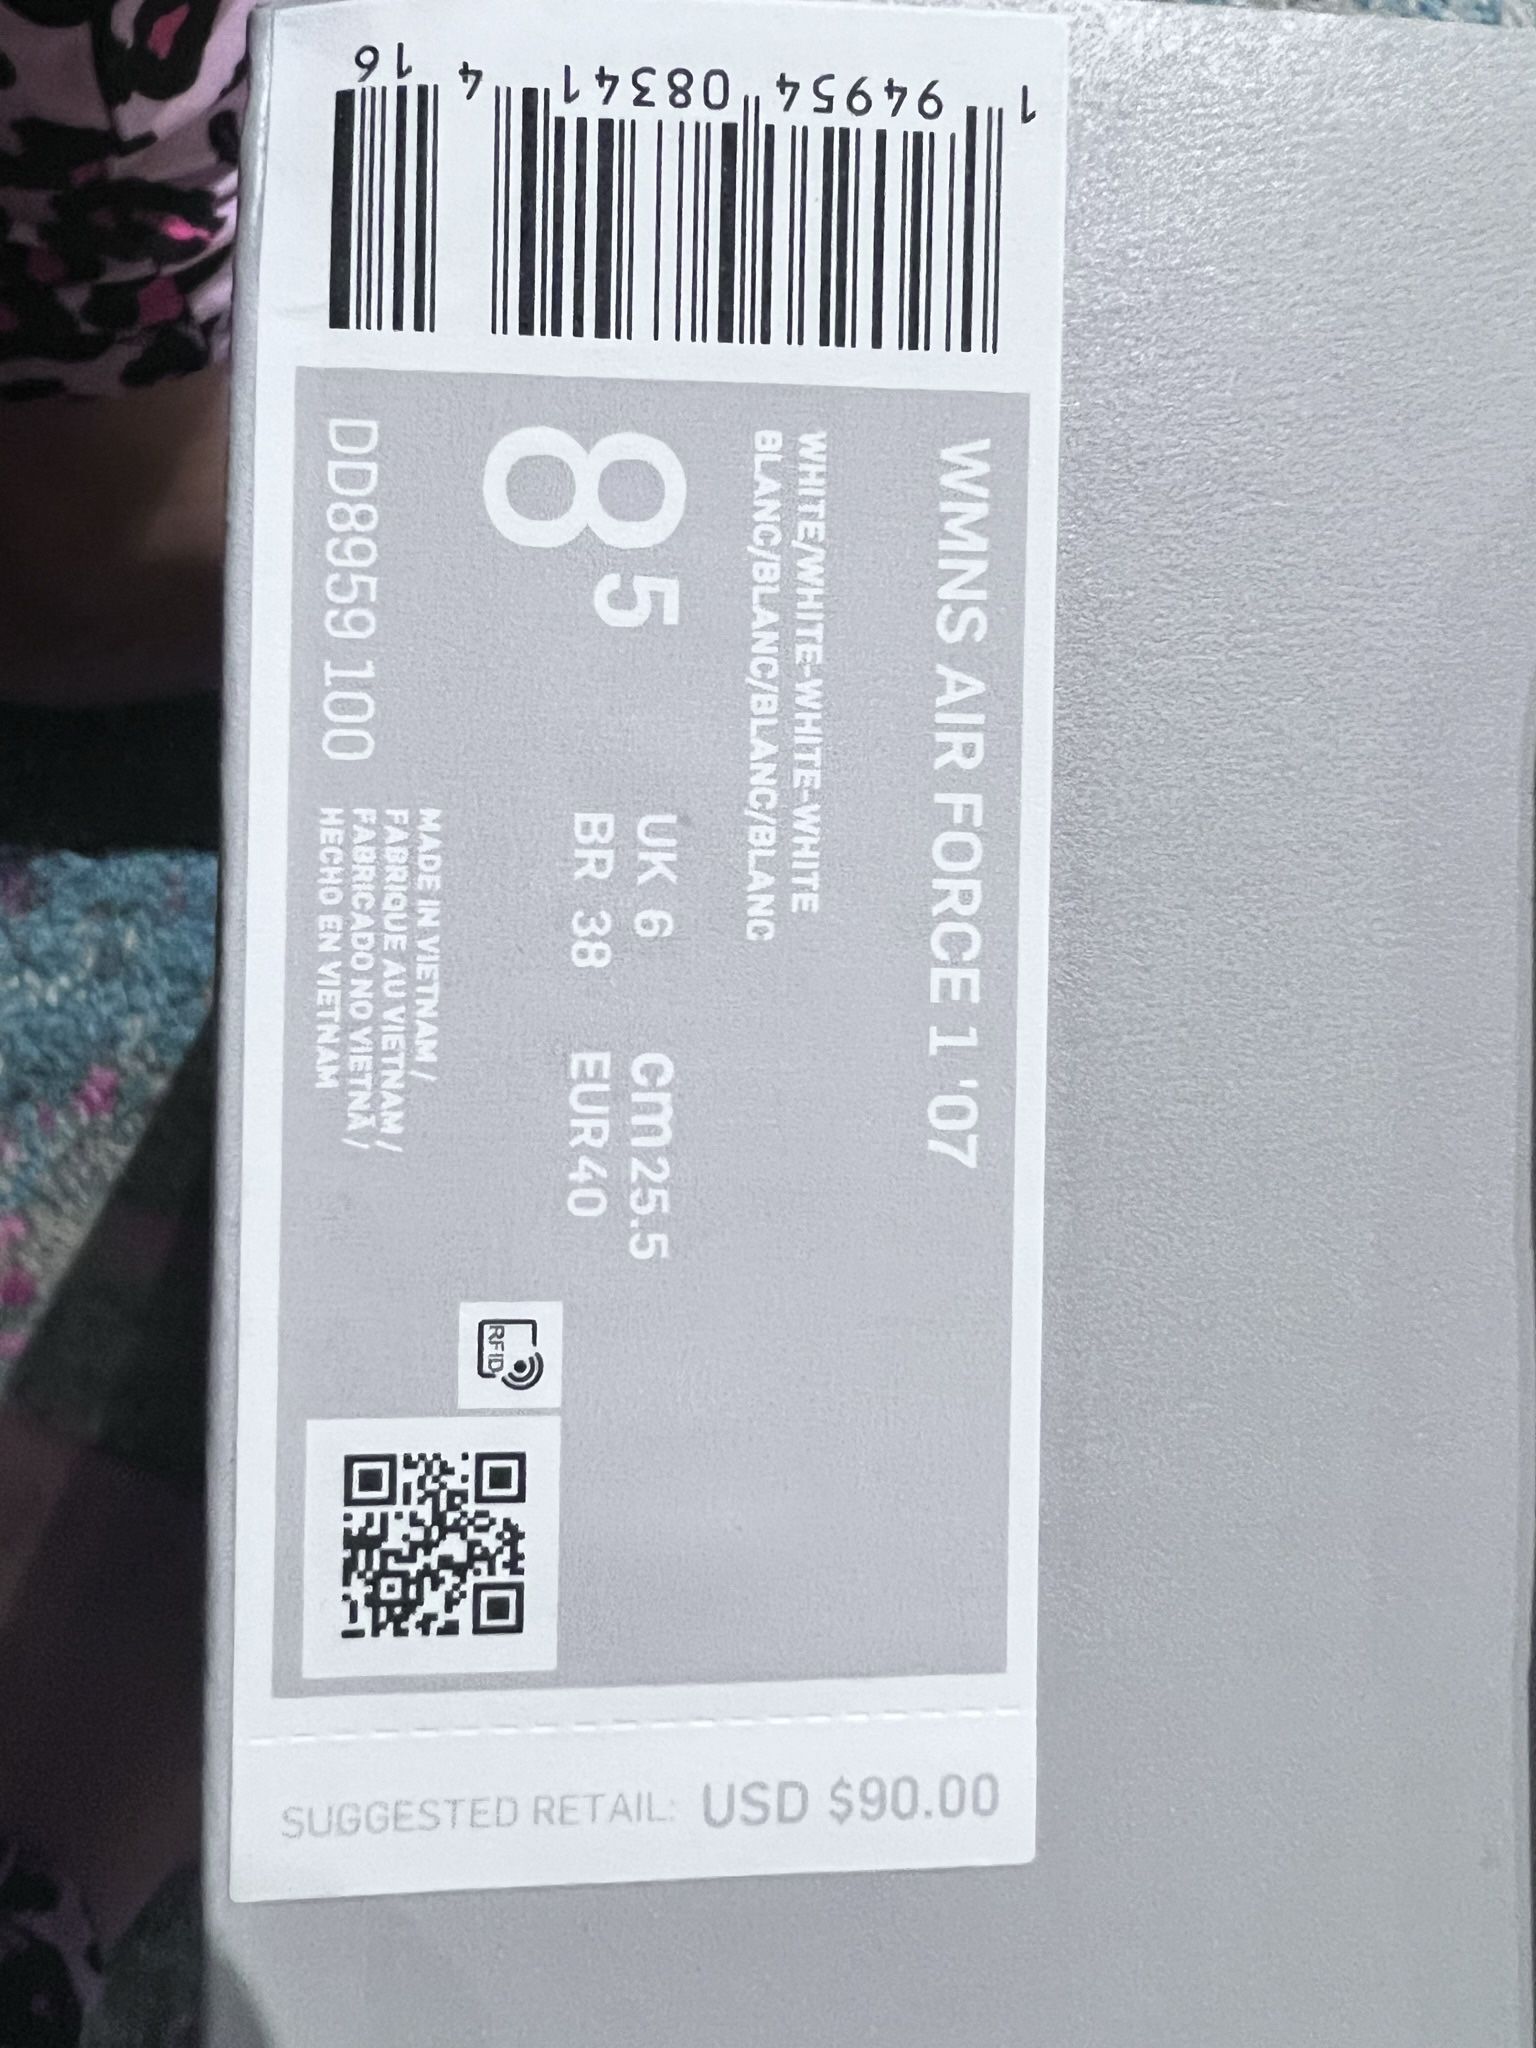 WMNS AIR FORCE 1 '07
WHITE/WHITE-WHITE-WHITE
BLANC/BLANC/BLANC/BLANC
8 5
UK 6 Cm 25.5
BR 38 EUR 40
DD8959 100
MADE IN VIETNAM /
FABRIQUE AU VIETNAM /
FABRICADO NO VIETNÃ /
HECHO EN VIETNAM
RFID
1 94954 08341 4 16
SUGGESTED RETAIL: USD $90.00